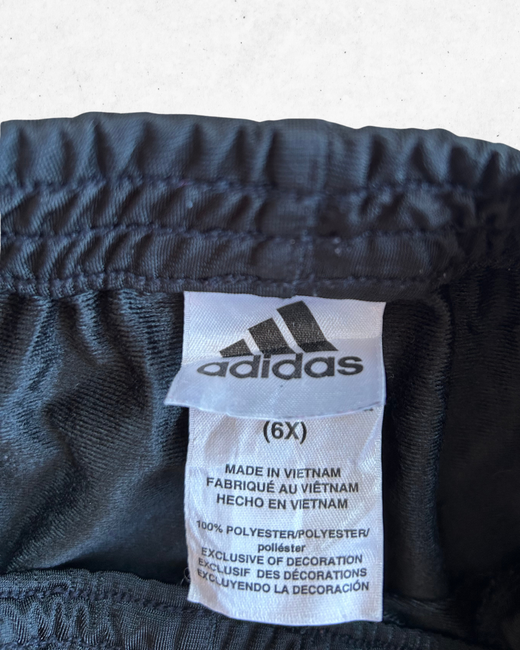 adidas
(6X)
MADE IN VIETNAM
FABRIQUÉ AU VIÊTNAM
HECHO EN VIETNAM
100% POLYESTER/POLYESTER/
poliéster
EXCLUSIVE OF DECORATION
EXCLUSIF DES DÉCORATIONS
EXCLUYENDO LA DECORACIÓN